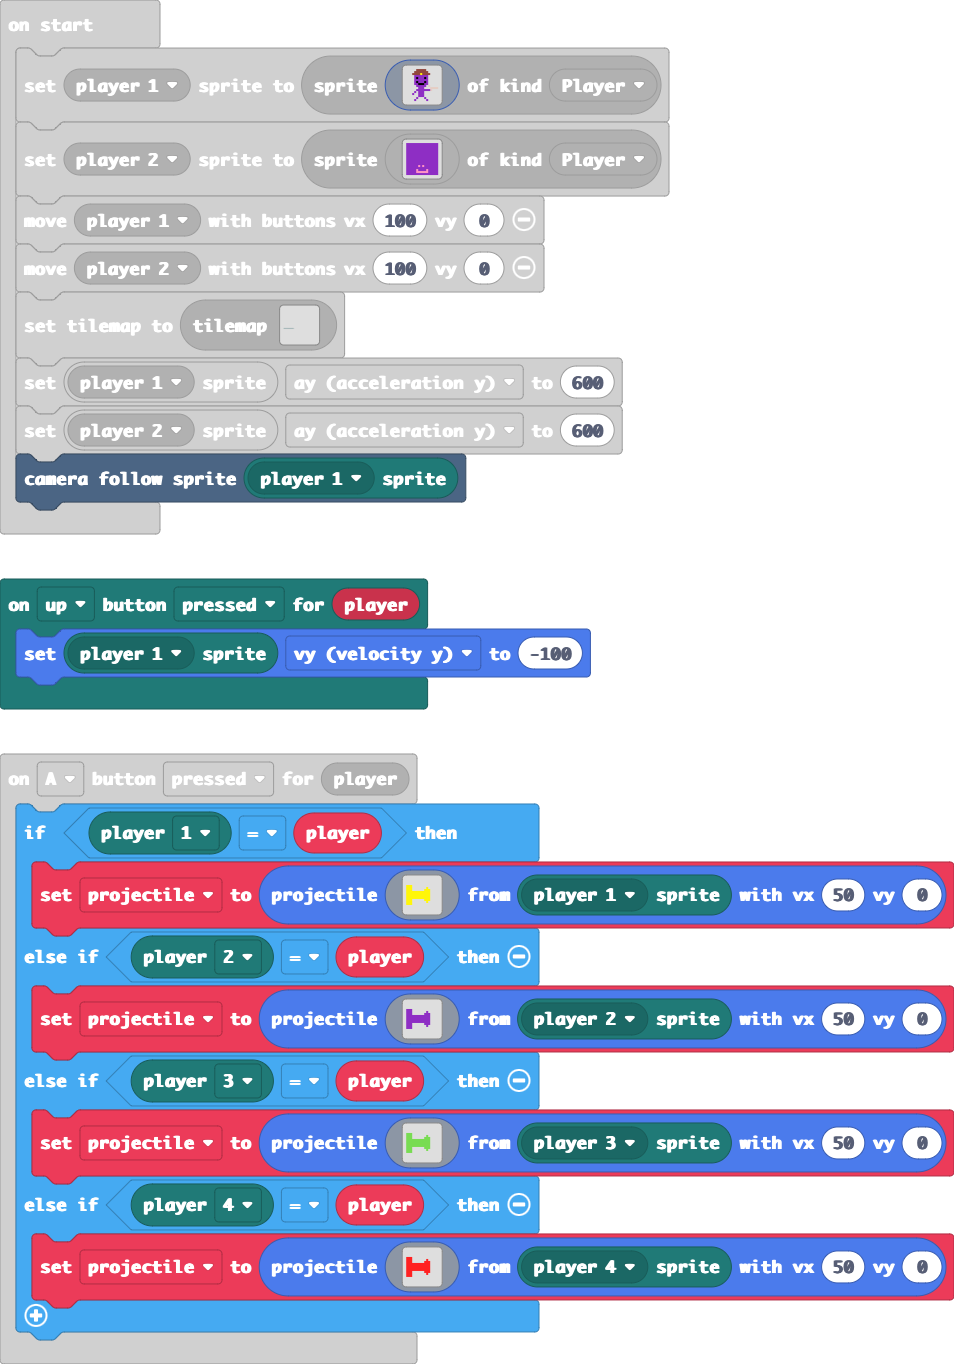 on start
set player 1 sprite to sprite of kind Player
set player 2 sprite to sprite of kind Player
move player 1 with buttons vx 100 vy 0
move player 2 with buttons vx 100 vy 0
set tilemap to tilemap
set player 1 sprite ay (acceleration y) to 600
set player 2 sprite ay (acceleration y) to 600
camera follow sprite player 1 sprite
on up button pressed for player
set player 1 sprite vy (velocity y) to -100
on A button pressed for player
if player 1 = player then
set projectile to projectile from player 1 sprite with vx 50 vy 0
else if player 2 = player then
set projectile to projectile from player 2 sprite with vx 50 vy 0
else if player 3 = player then
set projectile to projectile from player 3 sprite with vx 50 vy 0
else if player 4 = player then
set projectile to projectile from player 4 sprite with vx 50 vy 0